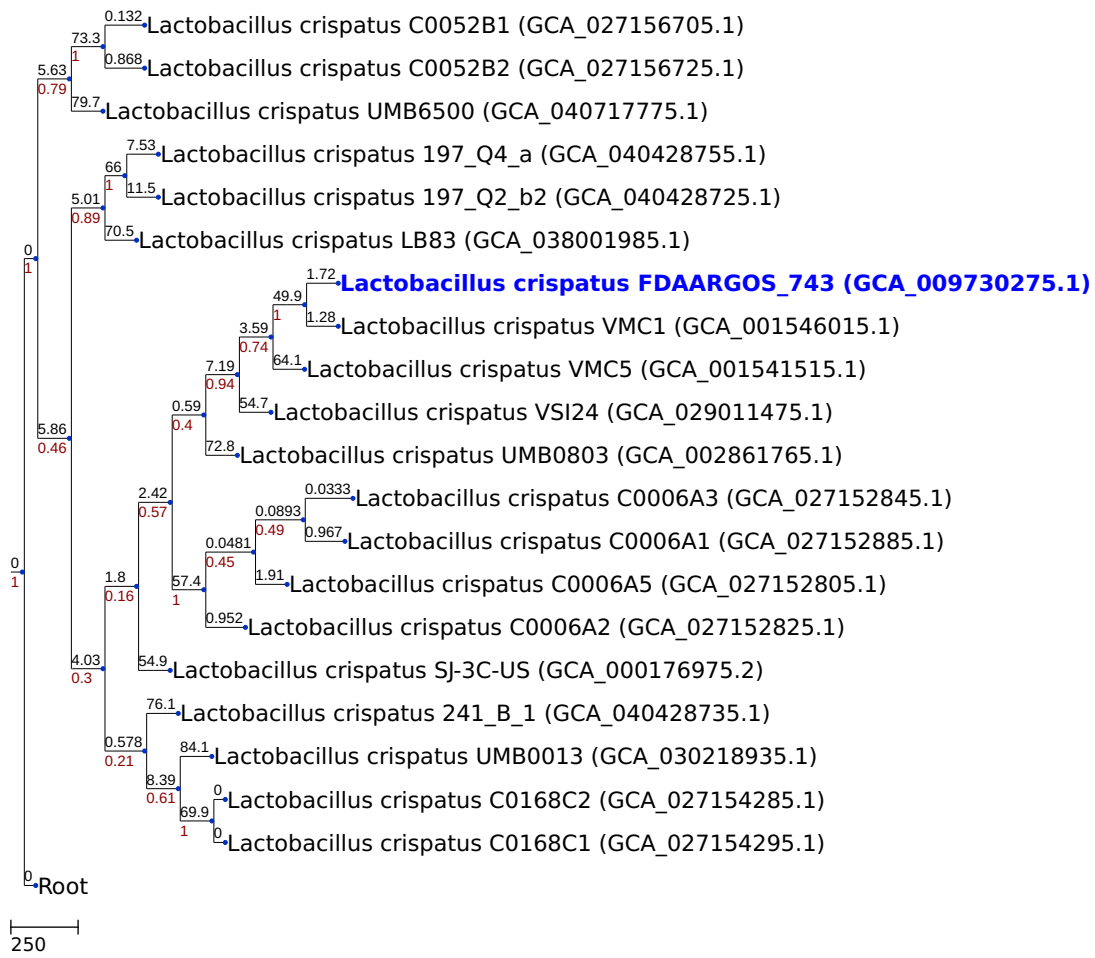 0.132 Lactobacillus crispatus C0052B1 (GCA_027156705.1)
73.3
1
0.868 Lactobacillus crispatus C0052B2 (GCA_027156725.1)
5.63
0.79
79.7 Lactobacillus crispatus UMB6500 (GCA_040717775.1)
7.53 Lactobacillus crispatus 197_Q4_a (GCA_040428755.1)
66
1
11.5 Lactobacillus crispatus 197_Q2_b2 (GCA_040428725.1)
5.01
0.89
70.5 Lactobacillus crispatus LB83 (GCA_038001985.1)
0
1
1.72 Lactobacillus crispatus FDAARGOS_743 (GCA_009730275.1)
49.9
1
1.28 Lactobacillus crispatus VMC1 (GCA_001546015.1)
3.59
0.74
64.1 Lactobacillus crispatus VMC5 (GCA_001541515.1)
7.19
0.94
54.7 Lactobacillus crispatus VSI24 (GCA_029011475.1)
0.59
0.4
72.8 Lactobacillus crispatus UMB0803 (GCA_002861765.1)
5.86
0.46
0.0333 Lactobacillus crispatus C0006A3 (GCA_027152845.1)
2.42
0.57
0.0893
0.49
0.967 Lactobacillus crispatus C0006A1 (GCA_027152885.1)
0.0481
0.45
1.91 Lactobacillus crispatus C0006A5 (GCA_027152805.1)
57.4
1
0.952 Lactobacillus crispatus C0006A2 (GCA_027152825.1)
0
1
1.8
0.16
54.9 Lactobacillus crispatus SJ-3C-US (GCA_000176975.2)
4.03
0.3
76.1 Lactobacillus crispatus 241_B_1 (GCA_040428735.1)
0.578
0.21
84.1 Lactobacillus crispatus UMB0013 (GCA_030218935.1)
8.39
0.61
0 Lactobacillus crispatus C0168C2 (GCA_027154285.1)
69.9
1
0 Lactobacillus crispatus C0168C1 (GCA_027154295.1)
0 Root
250